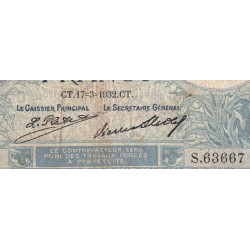 CT.17=3=1932.CT.
LE CAISSIER PRINCIPAL LE SECRÉTAIRE GÉNÉRAL
S.63667
LE CONTREFACTEUR SERA
PUNI DES TRAVAUX FORCÉS
À PERPÉTUITÉ